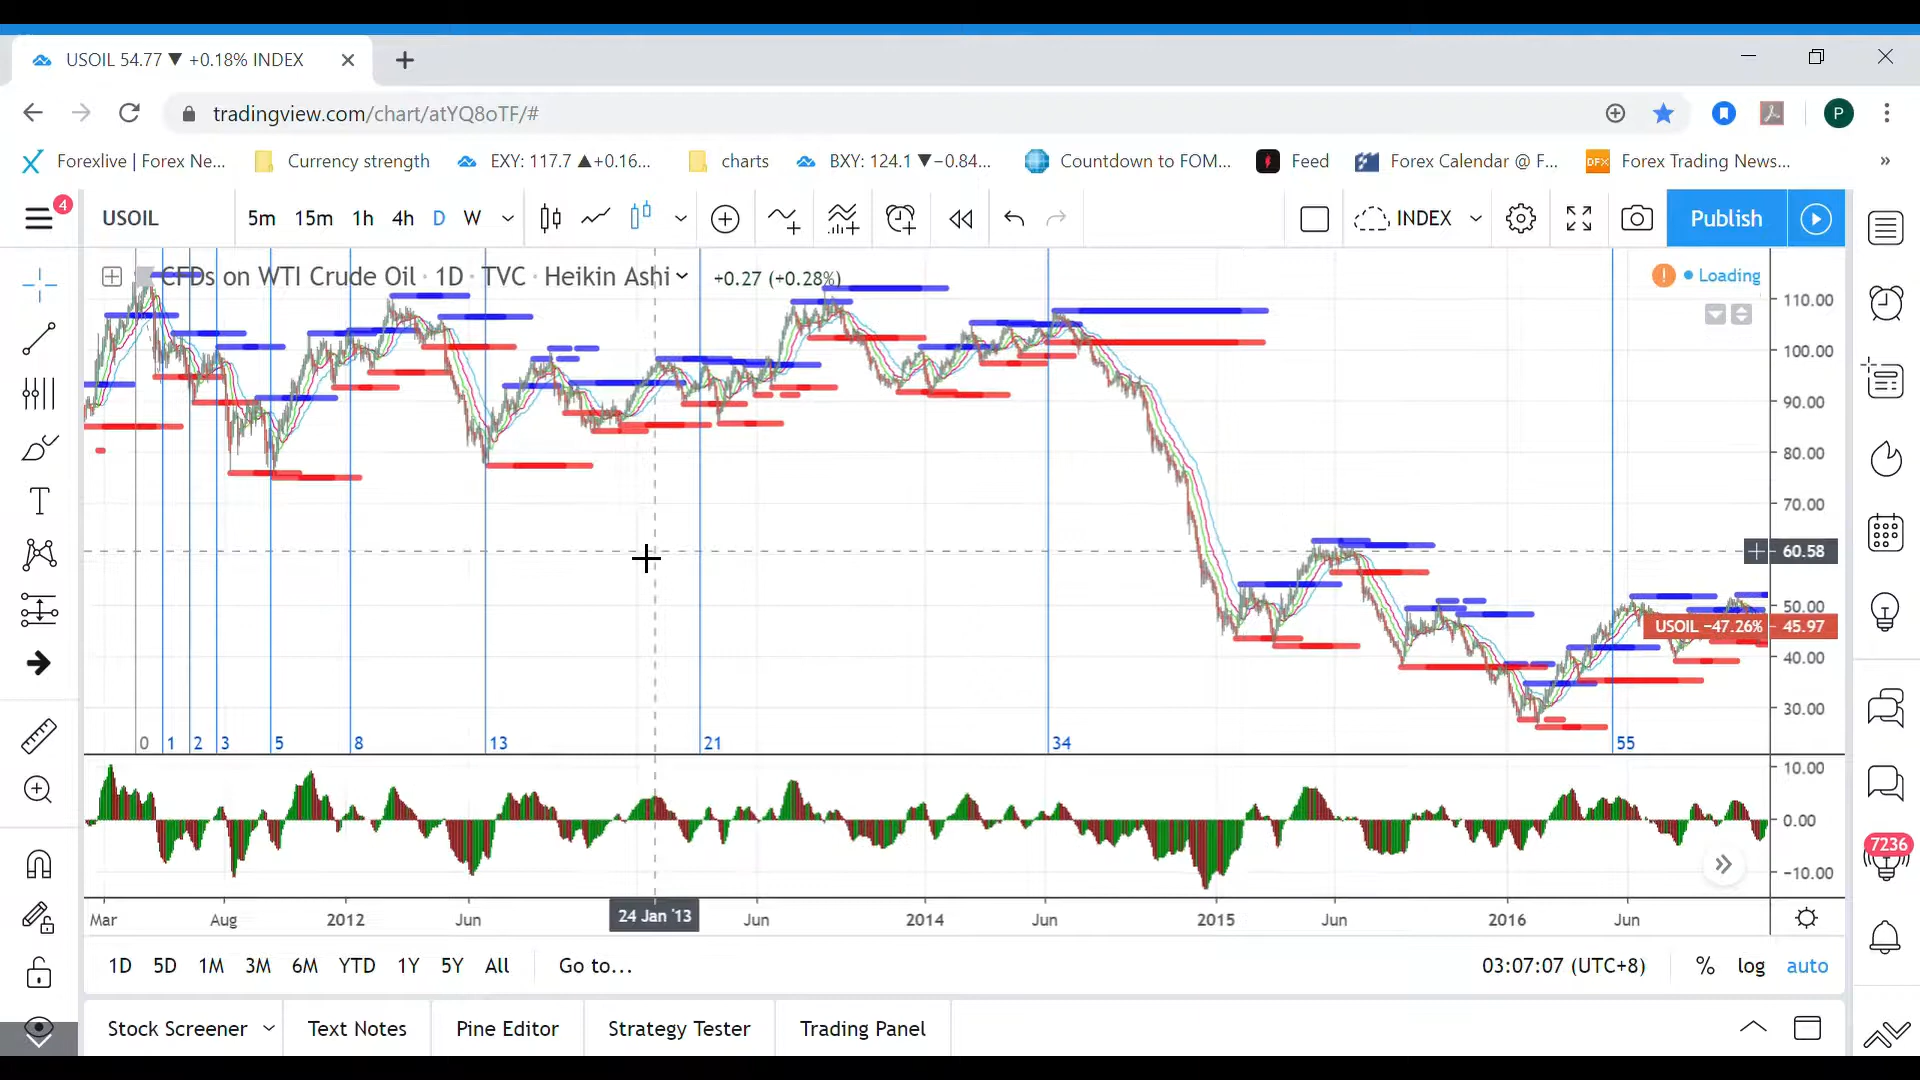 USOIL 54.77 ▼ +0.18% INDEX
tradingview.com/chart/atYQ8oTF/#
P
Forexlive | Forex Ne... Currency strength EXY: 117.7 ▲+0.16... charts BXY: 124.1 ▼−0.84... Countdown to FOM... Feed Forex Calendar @ F... DFX Forex Trading News... »
4 USOIL 5m 15m 1h 4h D W INDEX Publish
CFDs on WTI Crude Oil · 1D · TVC · Heikin Ashi +0.27 (+0.28%) Loading
110.00
100.00
90.00
80.00
70.00
60.58
50.00
USOIL −47.26% 45.97
40.00
30.00
0 1 2 3 5 8 13 21 34 55
10.00
0.00
−10.00
7236
Mar Aug 2012 Jun 24 Jan '13 Jun 2014 Jun 2015 Jun 2016 Jun
1D 5D 1M 3M 6M YTD 1Y 5Y All Go to... 03:07:07 (UTC+8) % log auto
Stock Screener Text Notes Pine Editor Strategy Tester Trading Panel